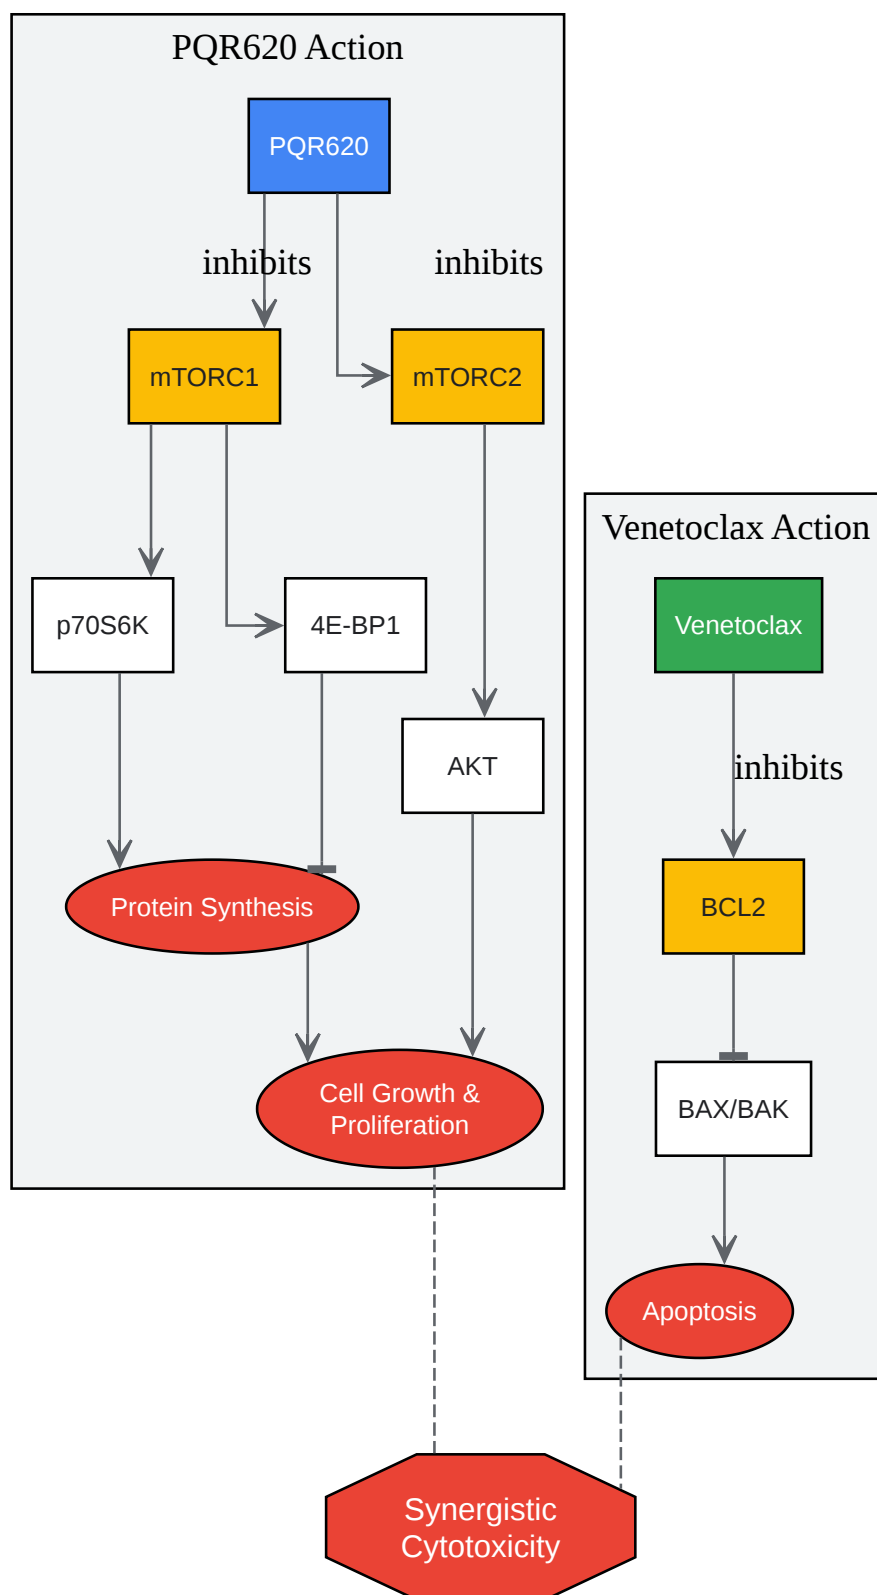 PQR620 Action
PQR620
inhibits
inhibits
mTORC1
mTORC2
p70S6K
4E-BP1
AKT
Protein Synthesis
Cell Growth &
Proliferation
Venetoclax Action
Venetoclax
inhibits
BCL2
BAX/BAK
Apoptosis
Synergistic
Cytotoxicity